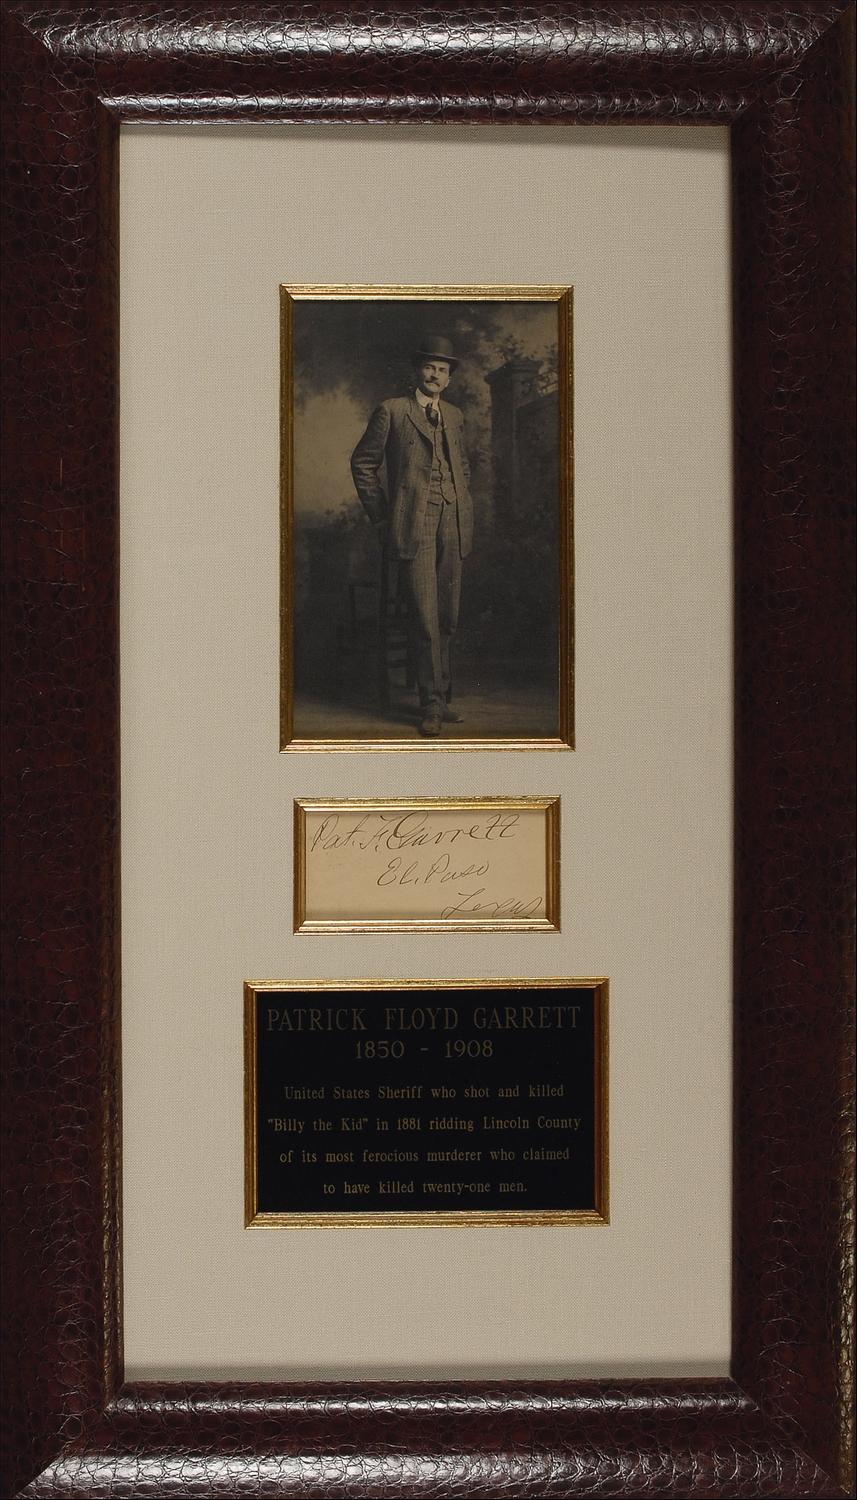 Pat. F. Garrett
El. Paso
Texas
PATRICK FLOYD GARRETT
1850 - 1908
United States Sheriff who shot and killed
"Billy the Kid" in 1881 ridding Lincoln County
of its most ferocious murderer who claimed
to have killed twenty-one men.